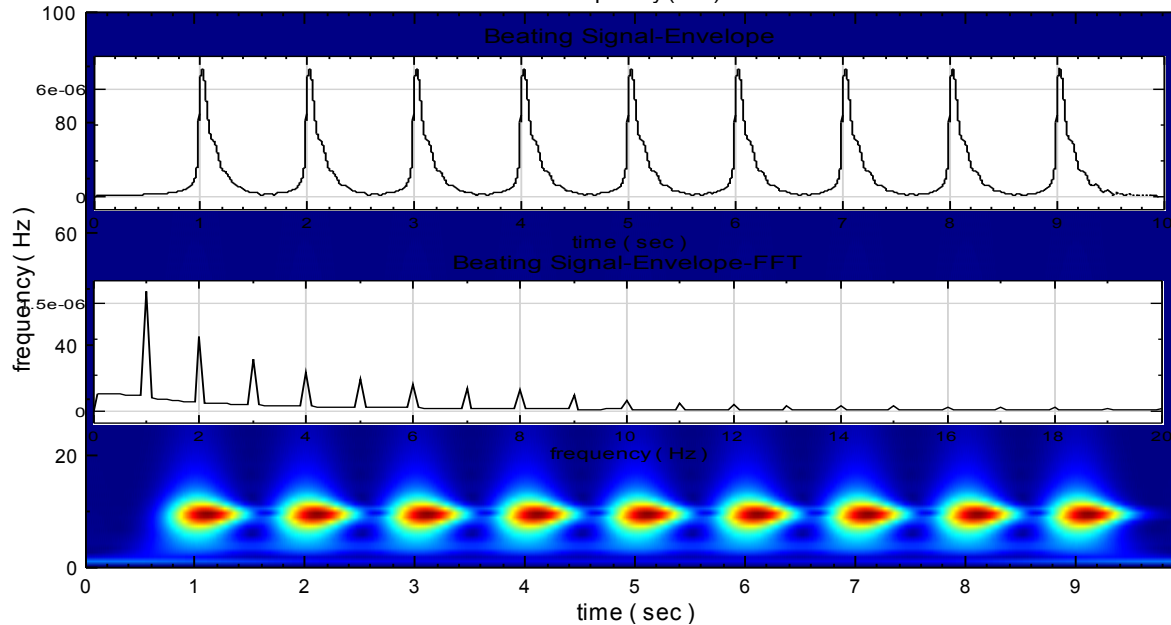 100
Beating Signal-Envelope
6e-06
80
0
0 1 2 3 4 5 6 7 8 9 10
time ( sec )
60
Beating Signal-Envelope-FFT
.5e-06
40
0
0 2 4 6 8 10 12 14 16 18 20
frequency ( Hz )
20
0
0 1 2 3 4 5 6 7 8 9
time ( sec )
frequency ( Hz )